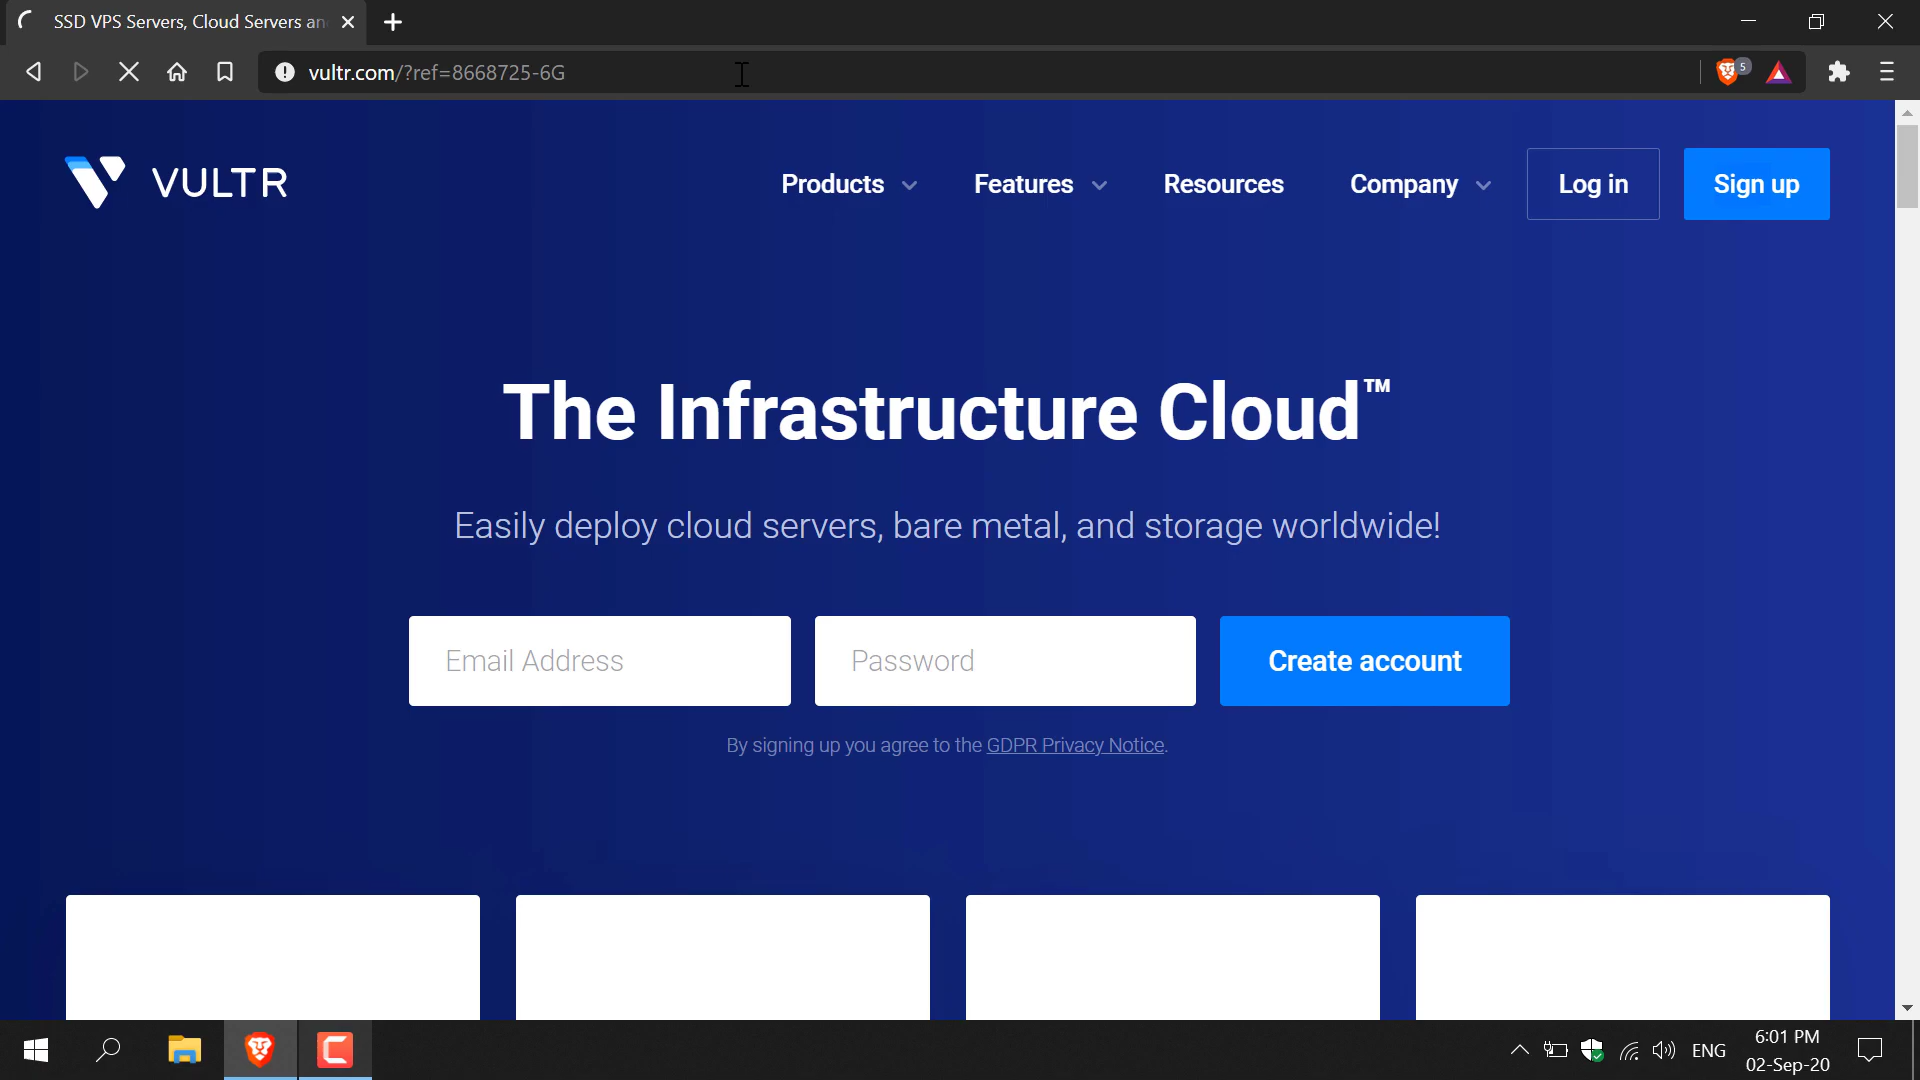 SSD VPS Servers, Cloud Servers an
vultr.com/?ref=8668725-6G
5
VULTR
Products
Features
Resources
Company
Log in
Sign up
The Infrastructure Cloud™
Easily deploy cloud servers, bare metal, and storage worldwide!
Email Address
Password
Create account
By signing up you agree to the GDPR Privacy Notice.
ENG
6:01 PM
02-Sep-20